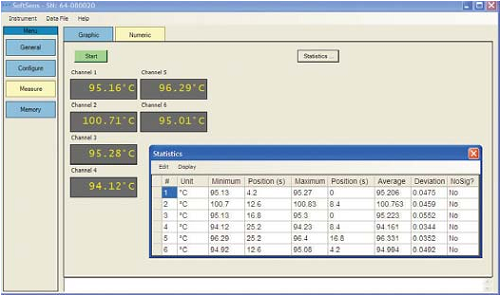 SoftSens - SN: 64-080020
Instrument Data File Help
Menu
Graphic Numeric
General
Start Statistics ...
Configure
Channel 1 Channel 5
95.16°C 96.29°C
Measure
Channel 2 Channel 6
Memory
100.71°C 95.01°C
Channel 3
95.28°C
Channel 4
94.12°C
Statistics
Edit Display
# Unit Minimum Position (s) Maximum Position (s) Average Deviation NoSig?
1 °C 95.13 4.2 95.27 0 95.206 0.0475 No
2 °C 100.7 12.6 100.83 8.4 100.763 0.0459 No
3 °C 95.13 16.8 95.3 0 95.223 0.0552 No
4 °C 94.12 25.2 94.23 8.4 94.161 0.0344 No
5 °C 96.29 25.2 96.4 16.8 96.331 0.0352 No
6 °C 94.92 12.6 95.08 4.2 94.994 0.0492 No